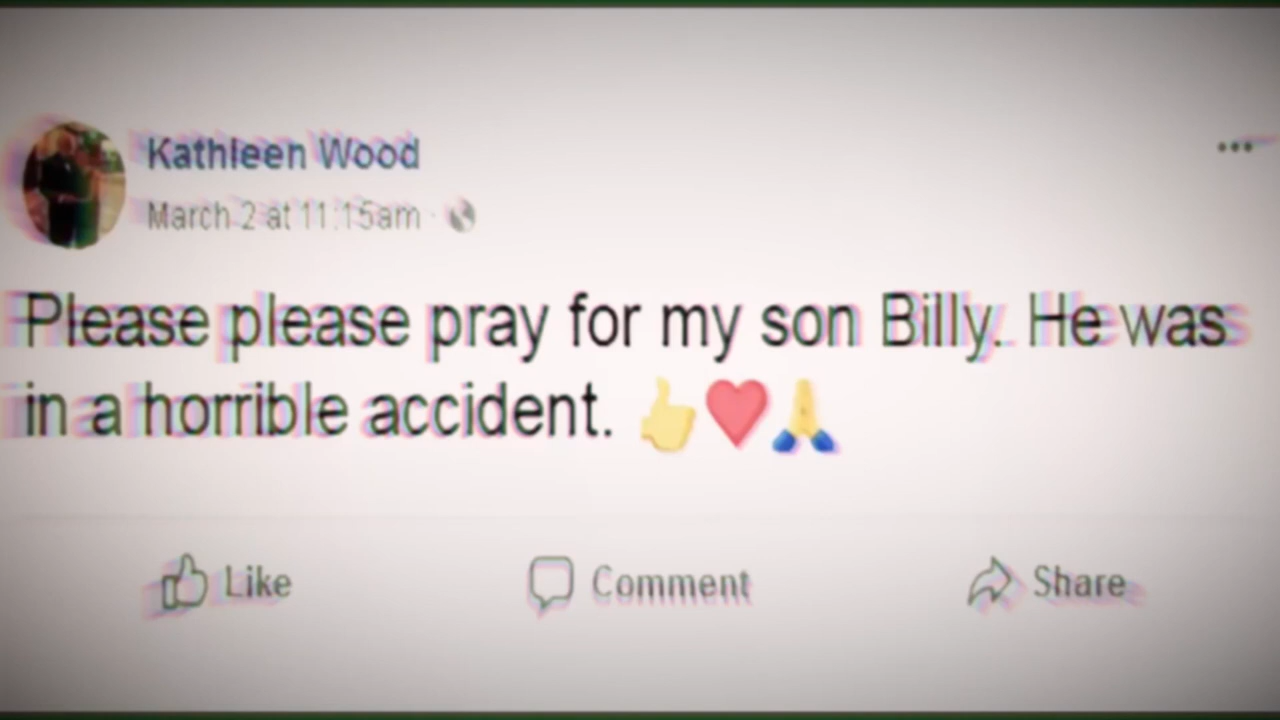 Kathleen Wood
March 2 at 11:15am ·
Please please pray for my son Billy. He was
in a horrible accident. 👍❤️🙏
Like
Comment
Share